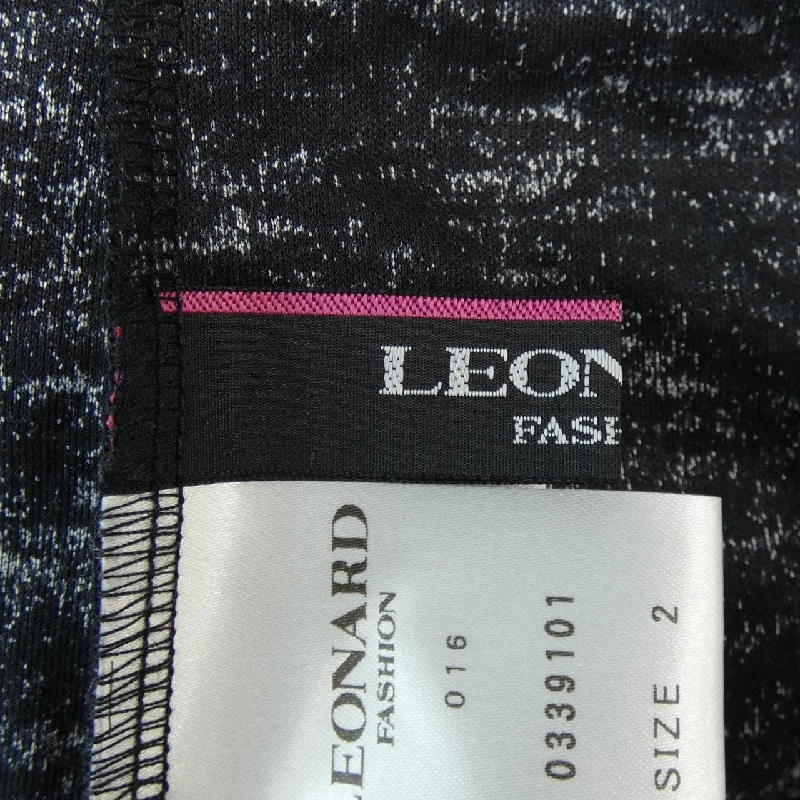 LEON
FASH
LEONARD
FASHION
016
0339101
SIZE 2